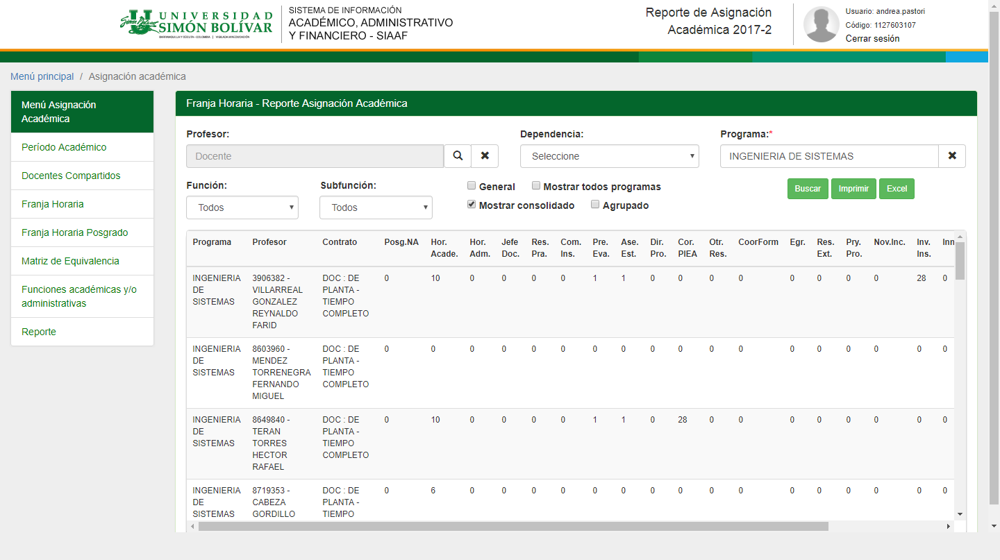 UNIVERSIDAD
SIMÓN BOLÍVAR
BARRANQUILLA Y CÚCUTA - COLOMBIA | VIGILADA MINEDUCACIÓN
SISTEMA DE INFORMACIÓN
ACADÉMICO, ADMINISTRATIVO
Y FINANCIERO - SIAAF
Reporte de Asignación
Académica 2017-2
Usuario: andrea.pastori
Código: 1127603107
Cerrar sesión
Menú principal / Asignación académica
Menú Asignación
Académica
Período Académico
Docentes Compartidos
Franja Horaria
Franja Horaria Posgrado
Matriz de Equivalencia
Funciones académicas y/o
administrativas
Reporte
Franja Horaria - Reporte Asignación Académica
Profesor: Dependencia: Programa:*
Docente Seleccione INGENIERIA DE SISTEMAS
Función: Subfunción: General Mostrar todos programas
Todos Todos Mostrar consolidado Agrupado
Buscar Imprimir Excel
Programa Profesor Contrato Posg.NA Hor. Hor. Jefe Res. Com. Pre. Ase. Dir. Cor. Otr. CoorForm Egr. Res. Pry. Nov.Inc. Inv. Inn
Acade. Adm. Doc. Pra. Ins. Eva. Est. Pro. PIEA Res. Ext. Pro. Ins.
INGENIERIA 3906382 - DOC : DE 0 10 0 0 0 0 1 1 0 0 0 0 0 0 0 0 28 0
DE VILLARREAL PLANTA -
SISTEMAS GONZALEZ TIEMPO
REYNALDO COMPLETO
FARID
INGENIERIA 8603960 - DOC : DE 0 0 0 0 0 0 0 0 0 0 0 0 0 0 0 0 0 0
DE MENDEZ PLANTA -
SISTEMAS TORRENEGRA TIEMPO
FERNANDO COMPLETO
MIGUEL
INGENIERIA 8649840 - DOC : DE 0 10 0 0 0 0 1 1 0 28 0 0 0 0 0 0 0 0
DE TERAN PLANTA -
SISTEMAS TORRES TIEMPO
HECTOR COMPLETO
RAFAEL
INGENIERIA 8719353 - DOC : DE 0 6 0 0 0 0 0 0 0 0 0 0 0 0 0 0 0 0
DE CABEZA PLANTA -
SISTEMAS GORDILLO TIEMPO